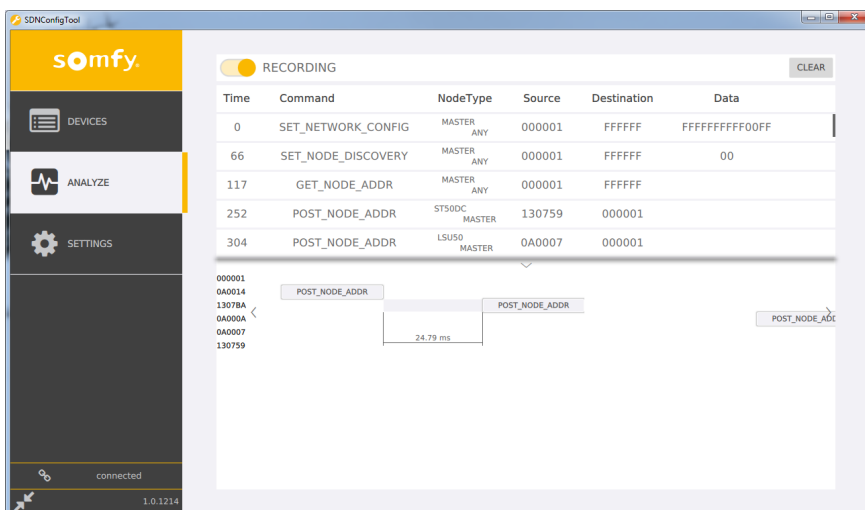 SDNConfigTool
somfy.
DEVICES
ANALYZE
SETTINGS
connected
1.0.1214
RECORDING
CLEAR
Time Command NodeType Source Destination Data
0 SET_NETWORK_CONFIG MASTER ANY 000001 FFFFFF FFFFFFFFFF00FF
66 SET_NODE_DISCOVERY MASTER ANY 000001 FFFFFF 00
117 GET_NODE_ADDR MASTER ANY 000001 FFFFFF
252 POST_NODE_ADDR ST50DC MASTER 130759 000001
304 POST_NODE_ADDR LSU50 MASTER 0A0007 000001
000001
0A0014 POST_NODE_ADDR
1307BA POST_NODE_ADDR
0A000A POST_NODE_ADD
0A0007
130759
24.79 ms